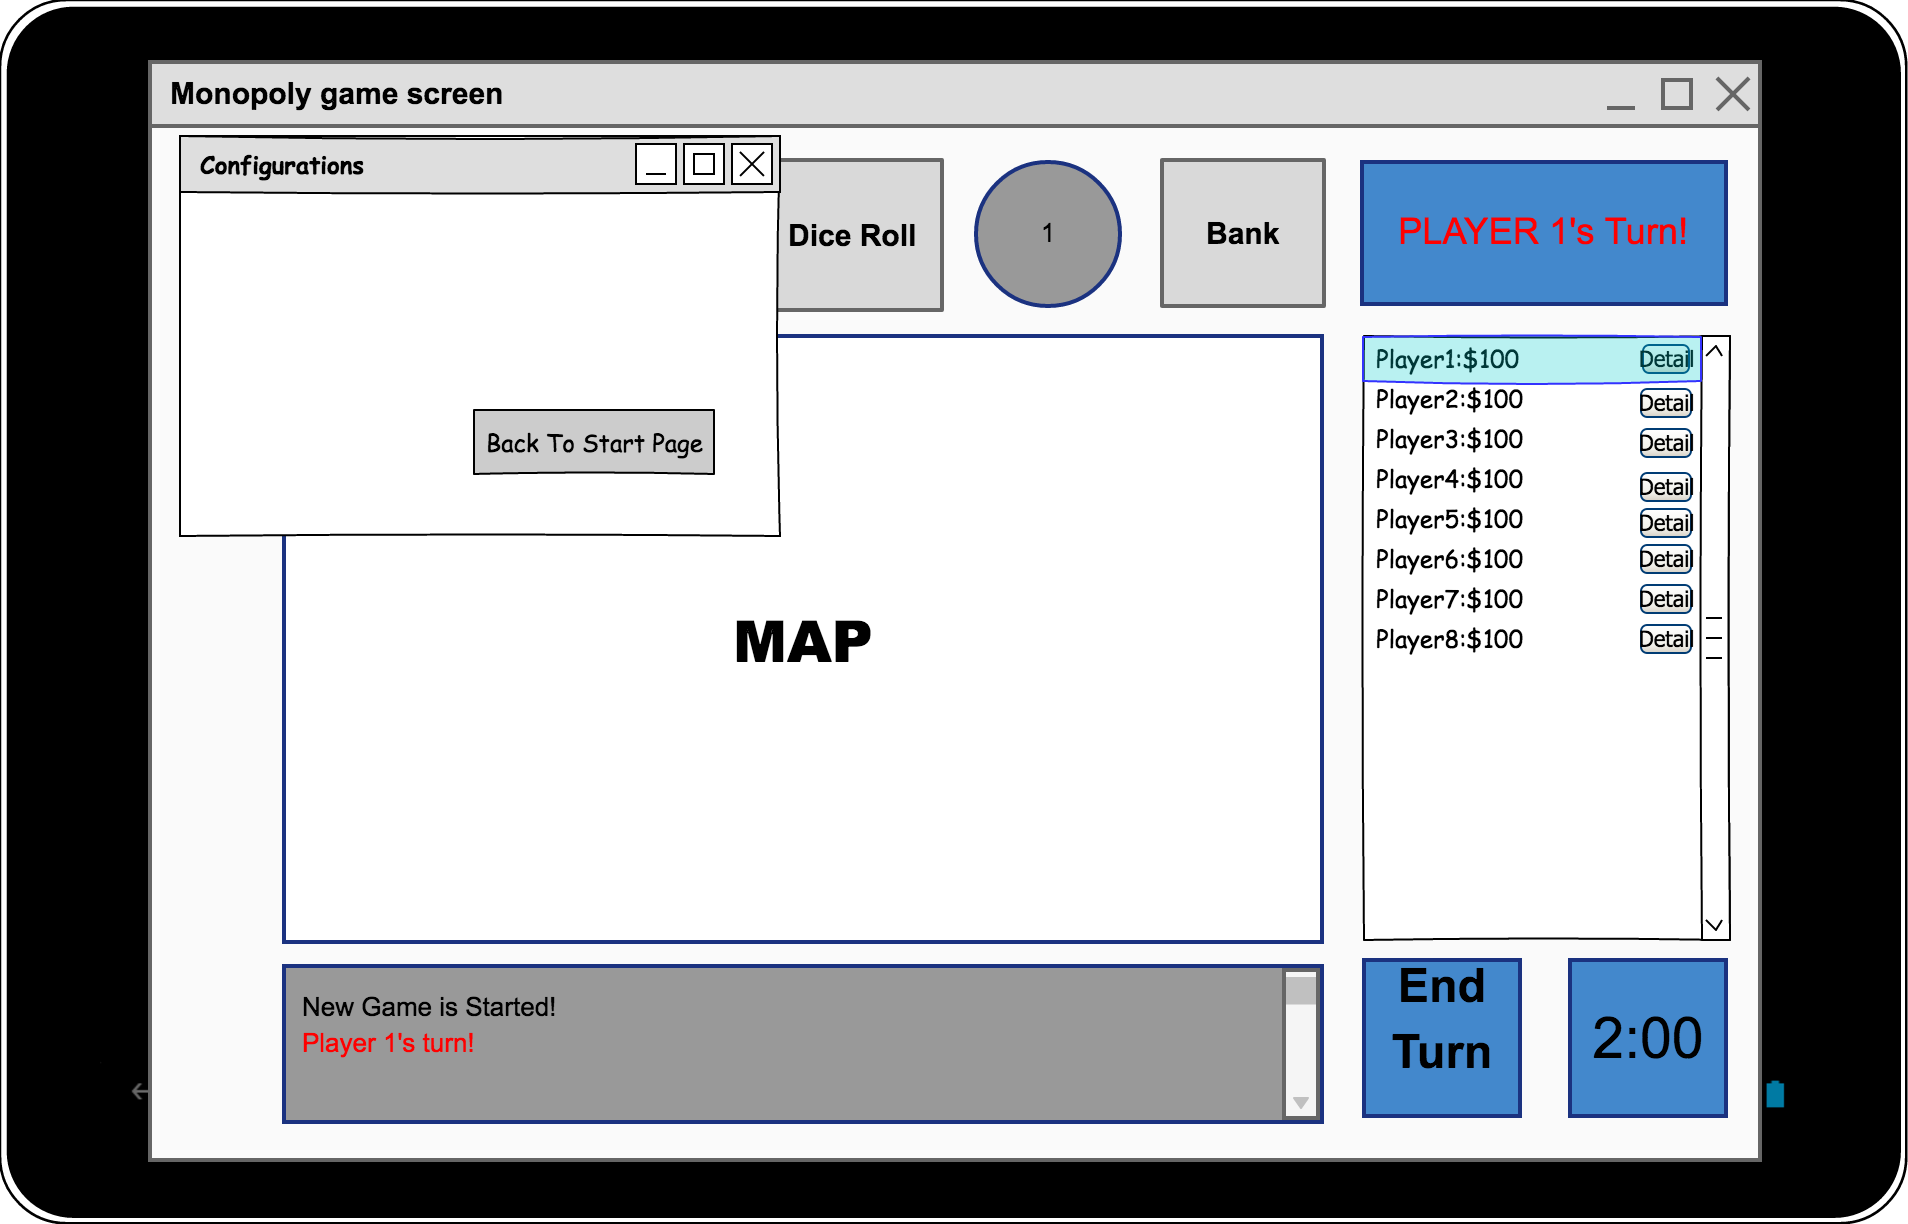 Monopoly game screen
Configurations
Back To Start Page
Dice Roll
1
Bank
PLAYER 1's Turn!
MAP
Player1:$100 Detail
Player2:$100 Detail
Player3:$100 Detail
Player4:$100 Detail
Player5:$100 Detail
Player6:$100 Detail
Player7:$100 Detail
Player8:$100 Detail
New Game is Started!
Player 1's turn!
End
Turn
2:00